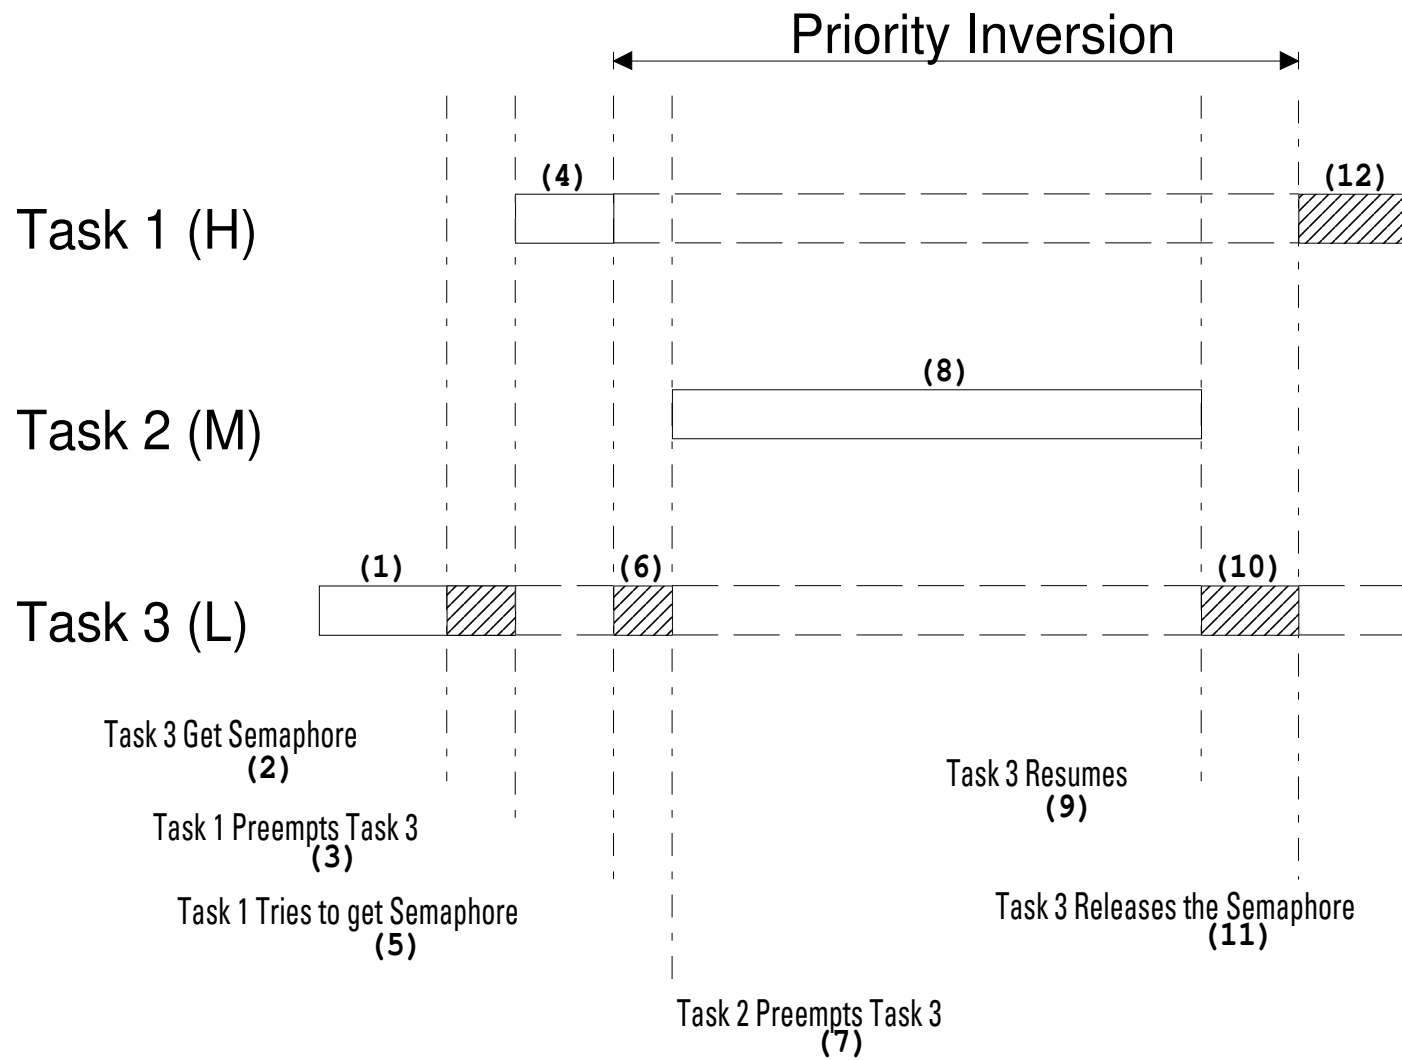 Priority Inversion
(4)
(12)
Task 1 (H)
(8)
Task 2 (M)
(1)
(6)
(10)
Task 3 (L)
Task 3 Get Semaphore
(2)
Task 3 Resumes
(9)
Task 1 Preempts Task 3
(3)
Task 1 Tries to get Semaphore
(5)
Task 3 Releases the Semaphore
(11)
Task 2 Preempts Task 3
(7)